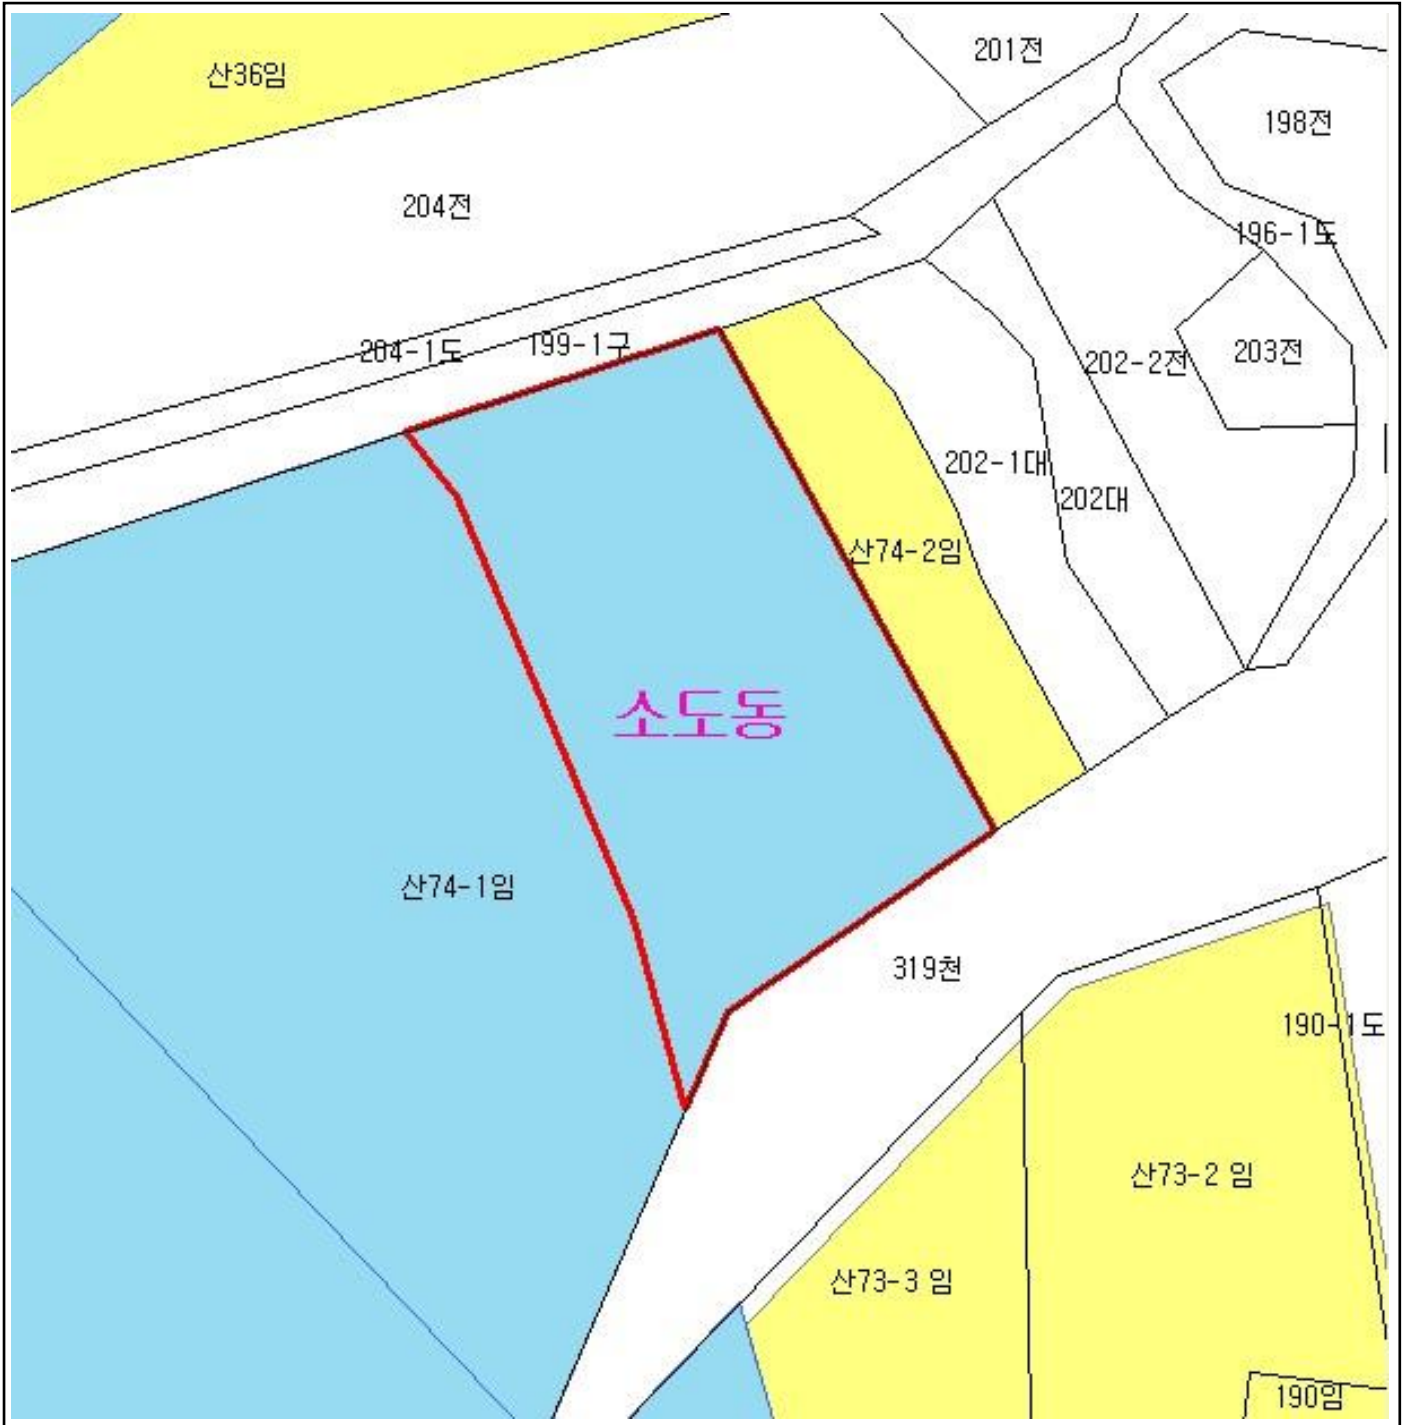 201전
산36임
198전
204전
196-1도
204-1도
199-1구
203전
202-2전
202-1대
202대
산74-2임
소도동
산74-1임
319천
190-1도
산73-2 임
산73-3 임
190임